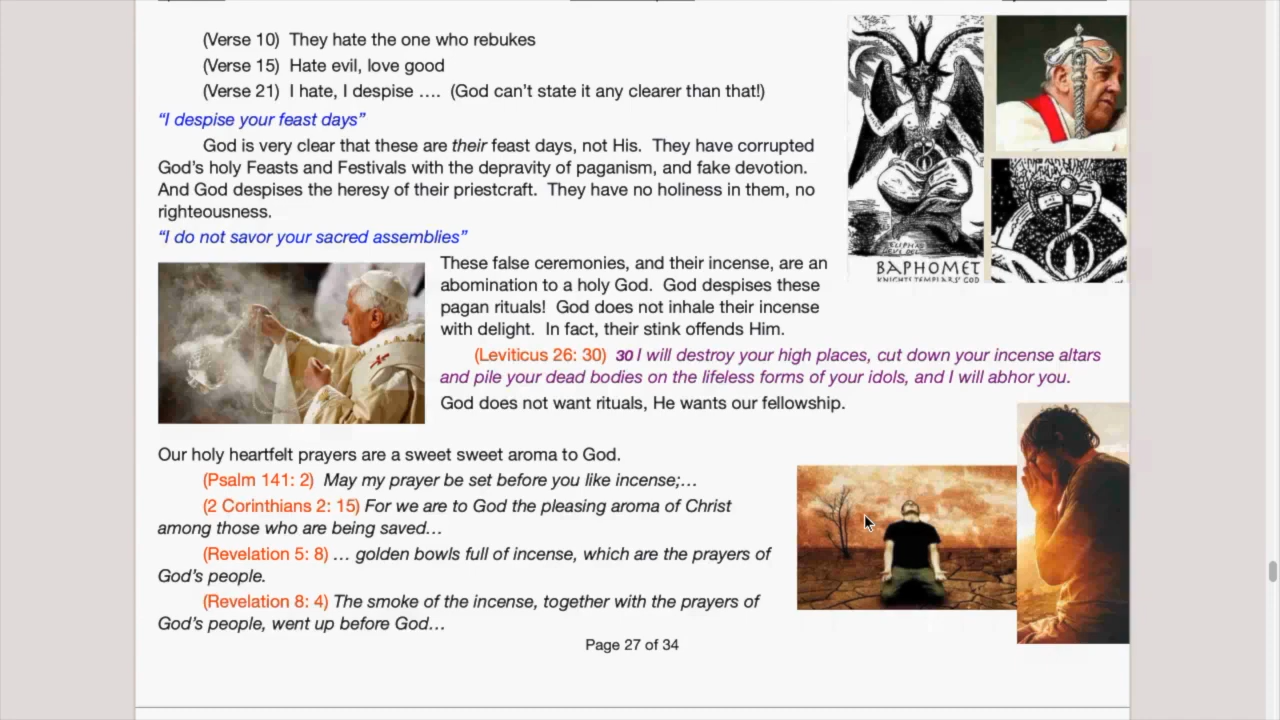 (Verse 10) They hate the one who rebukes
(Verse 15) Hate evil, love good
(Verse 21) I hate, I despise …. (God can’t state it any clearer than that!)
“I despise your feast days”
God is very clear that these are their feast days, not His. They have corrupted
God’s holy Feasts and Festivals with the depravity of paganism, and fake devotion.
And God despises the heresy of their priestcraft. They have no holiness in them, no
righteousness.
“I do not savor your sacred assemblies”
BAPHOMET
KNIGHTS TEMPLARS' GOD
These false ceremonies, and their incense, are an
abomination to a holy God. God despises these
pagan rituals! God does not inhale their incense
with delight. In fact, their stink offends Him.
(Leviticus 26: 30) 30 I will destroy your high places, cut down your incense altars
and pile your dead bodies on the lifeless forms of your idols, and I will abhor you.
God does not want rituals, He wants our fellowship.
Our holy heartfelt prayers are a sweet sweet aroma to God.
(Psalm 141: 2) May my prayer be set before you like incense;…
(2 Corinthians 2: 15) For we are to God the pleasing aroma of Christ
among those who are being saved…
(Revelation 5: 8) … golden bowls full of incense, which are the prayers of
God’s people.
(Revelation 8: 4) The smoke of the incense, together with the prayers of
God’s people, went up before God…
Page 27 of 34